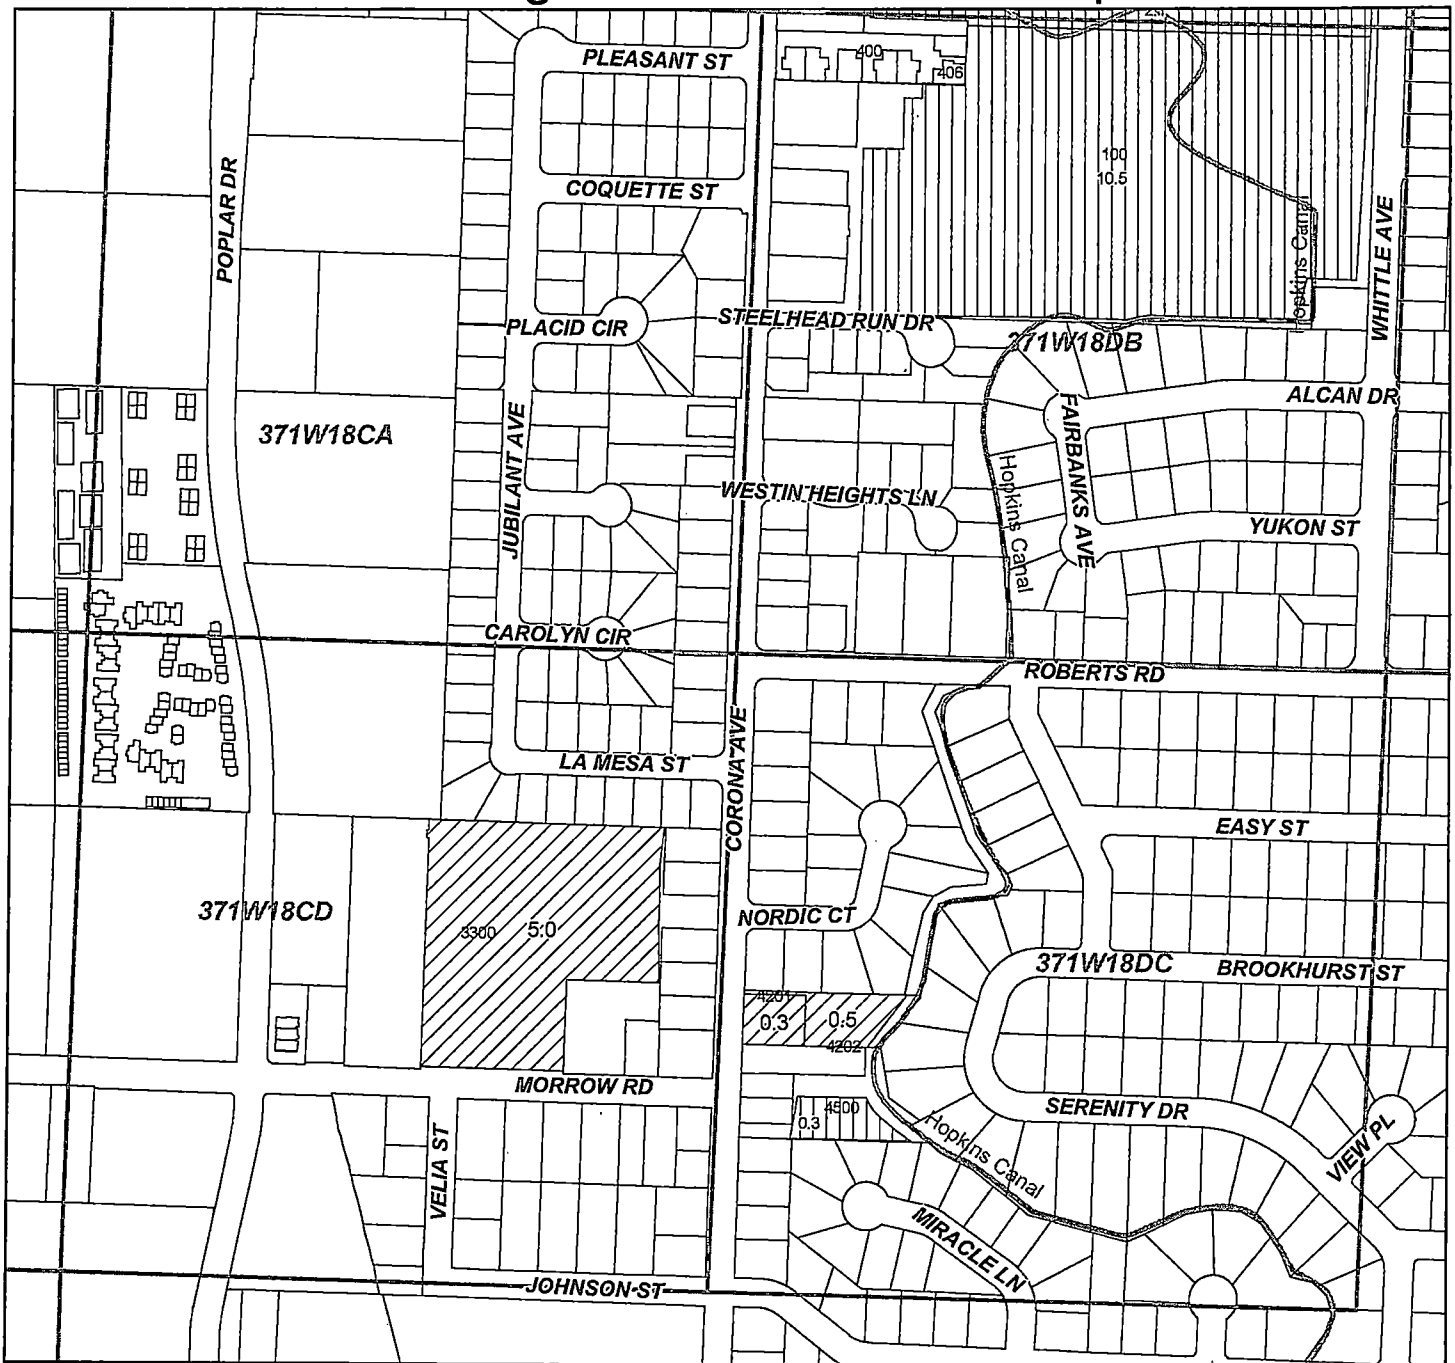 PLEASANT ST
400
406
POPLAR DR
100
10.5
COQUETTE ST
WHITTLE AVE
Hopkins Canal
PLACID CIR
STEELHEAD RUN DR
371W18DB
ALCAN DR
FAIRBANKS AVE
371W18CA
JUBILANT AVE
WESTIN HEIGHTS LN
Hopkins Canal
YUKON ST
CAROLYN CIR
ROBERTS RD
CORONA AVE
LA MESA ST
EASY ST
371W18CD
3300
5.0
NORDIC CT
371W18DC
BROOKHURST ST
4201
0.3
0.5
4202
MORROW RD
4500
0.3
SERENITY DR
Hopkins Canal
VIEW PL
VELIA ST
MIRACLE LN
JOHNSON ST